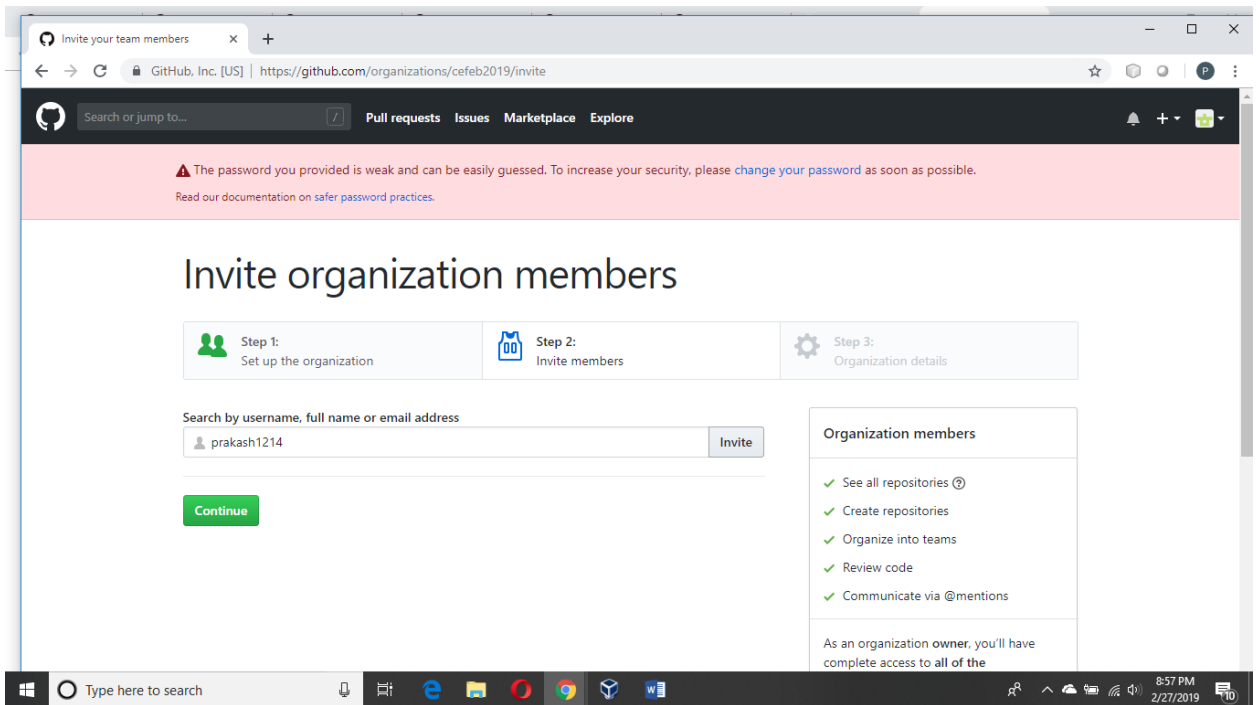 Invite your team members
GitHub, Inc. [US] | https://github.com/organizations/cefeb2019/invite
P
Search or jump to... /
Pull requests Issues Marketplace Explore
The password you provided is weak and can be easily guessed. To increase your security, please change your password as soon as possible.
Read our documentation on safer password practices.
Invite organization members
Step 1:
Set up the organization
Step 2:
Invite members
Step 3:
Organization details
Search by username, full name or email address
prakash1214
Invite
Continue
Organization members
See all repositories
Create repositories
Organize into teams
Review code
Communicate via @mentions
As an organization owner, you'll have
complete access to all of the
Type here to search
8:57 PM
2/27/2019
10